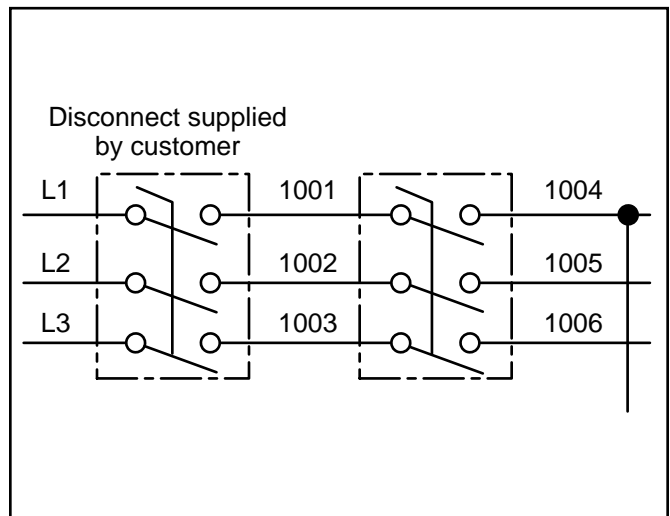 Disconnect supplied
by customer
L1 1001 1004
L2 1002 1005
L3 1003 1006